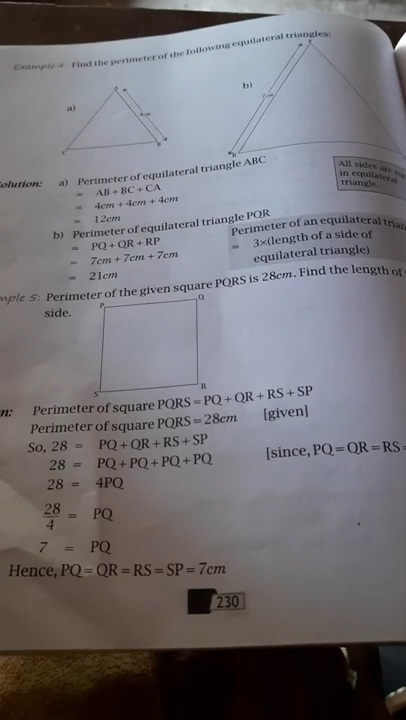 Example 4: Find the perimeter of the following equilateral triangles:
a)
b)
A
4cm
B
C
P
7cm
R
Solution: a) Perimeter of equilateral triangle ABC
= AB + BC + CA
= 4cm + 4cm + 4cm
= 12cm
All sides are
in equilateral
triangle.
b) Perimeter of equilateral triangle PQR
= PQ + QR + RP
= 7cm + 7cm + 7cm
= 21cm
Perimeter of an equilateral
= 3×(length of a side of
equilateral triangle)
mple 5: Perimeter of the given square PQRS is 28cm. Find the length of
side.
P
Q
S
R
n: Perimeter of square PQRS = PQ + QR + RS + SP
Perimeter of square PQRS = 28cm [given]
So, 28 = PQ + QR + RS + SP
28 = PQ + PQ + PQ + PQ [since, PQ = QR = RS =
28 = 4PQ
28/4 = PQ
7 = PQ
Hence, PQ = QR = RS = SP = 7cm
230